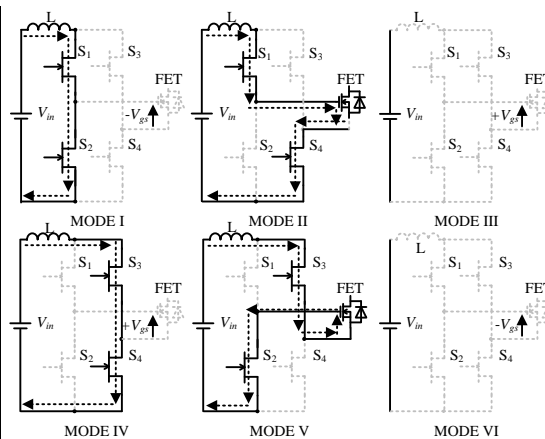 L
S1
S3
FET
Vin
-Vgs
S2
S4
MODE I
L
S1
S3
FET
Vin
S2
S4
MODE II
L
S1
S3
FET
Vin
+Vgs
S2
S4
MODE III
L
S1
S3
FET
Vin
+Vgs
S2
S4
MODE IV
L
S1
S3
FET
Vin
S2
S4
MODE V
L
S1
S3
FET
Vin
-Vgs
S2
S4
MODE VI